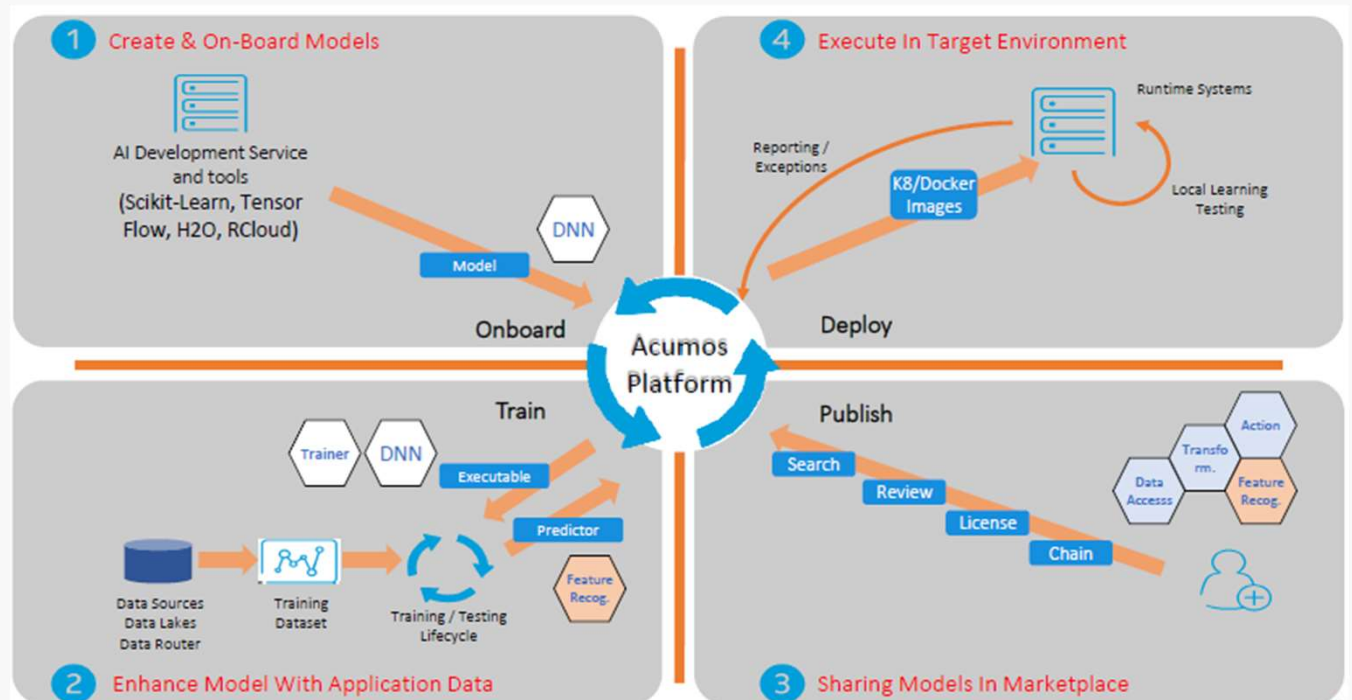 1 Create & On-Board Models
AI Development Service
and tools
(Scikit-Learn, Tensor
Flow, H2O, RCloud)
Model
DNN
Onboard
4 Execute In Target Environment
Runtime Systems
Reporting /
Exceptions
K8/Docker
Images
Local Learning
Testing
Deploy
Acumos
Platform
Train
Trainer
DNN
Executable
Predictor
Feature
Recog.
Data Sources
Data Lakes
Data Router
Training
Dataset
Training / Testing
Lifecycle
2 Enhance Model With Application Data
Publish
Search
Review
License
Chain
Action
Transfo
rm.
Data
Accesss
Feature
Recog.
3 Sharing Models In Marketplace